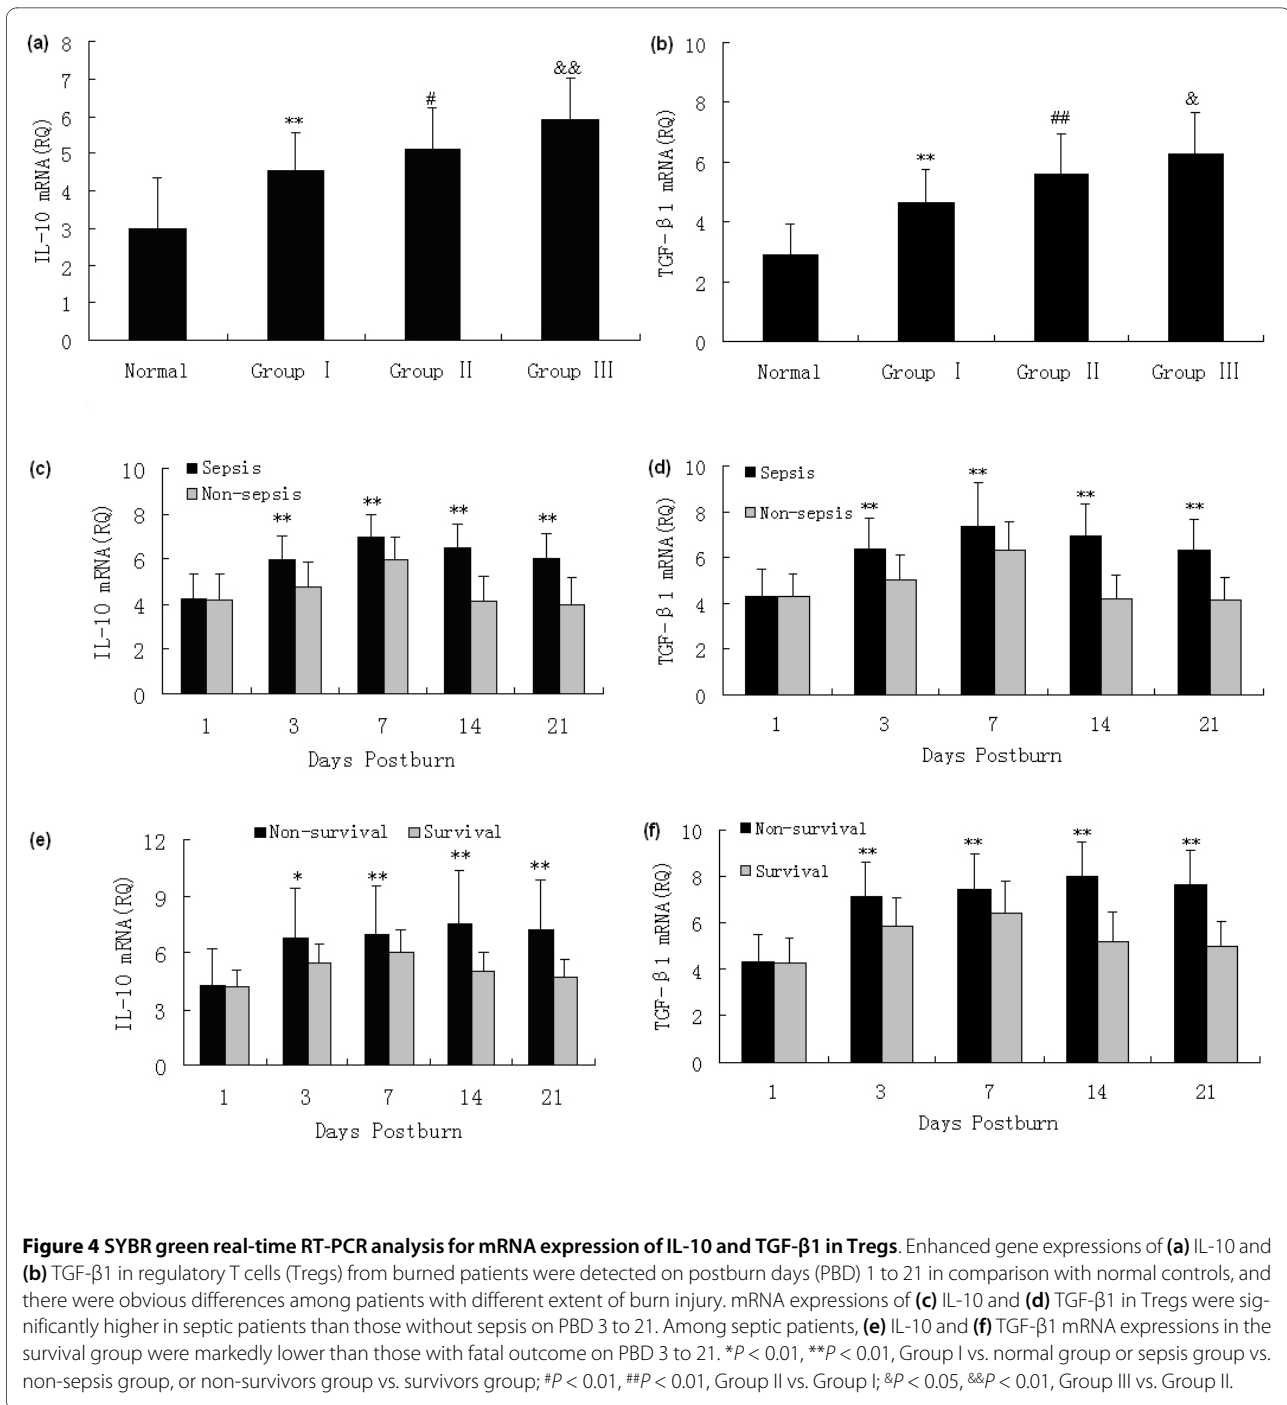 (a)
8
7
6
5
4
3
2
1
0
IL-10 mRNA(RQ)
**
#
&&
Normal Group I Group II Group III
(b)
10
8
6
4
2
0
TGF-β1 mRNA(RQ)
**
##
&
Normal Group I Group II Group III
(c)
10
8
6
4
2
0
IL-10 mRNA(RQ)
Sepsis
Non-sepsis
** ** ** **
1 3 7 14 21
Days Postburn
(d)
10
8
6
4
2
0
TGF-β1 mRNA(RQ)
Sepsis
Non-sepsis
** ** ** **
1 3 7 14 21
Days Postburn
(e)
12
9
6
3
0
IL-10 mRNA(RQ)
Non-survival Survival
* ** ** **
1 3 7 14 21
Days Postburn
(f)
10
8
6
4
2
0
TGF-β1 mRNA(RQ)
Non-survival
Survival
** ** ** **
1 3 7 14 21
Days Postburn
Figure 4 SYBR green real-time RT-PCR analysis for mRNA expression of IL-10 and TGF-β1 in Tregs. Enhanced gene expressions of (a) IL-10 and
(b) TGF-β1 in regulatory T cells (Tregs) from burned patients were detected on postburn days (PBD) 1 to 21 in comparison with normal controls, and
there were obvious differences among patients with different extent of burn injury. mRNA expressions of (c) IL-10 and (d) TGF-β1 in Tregs were sig-
nificantly higher in septic patients than those without sepsis on PBD 3 to 21. Among septic patients, (e) IL-10 and (f) TGF-β1 mRNA expressions in the
survival group were markedly lower than those with fatal outcome on PBD 3 to 21. *P < 0.01, **P < 0.01, Group I vs. normal group or sepsis group vs.
non-sepsis group, or non-survivors group vs. survivors group; #P < 0.01, ##P < 0.01, Group II vs. Group I; &P < 0.05, &&P < 0.01, Group III vs. Group II.